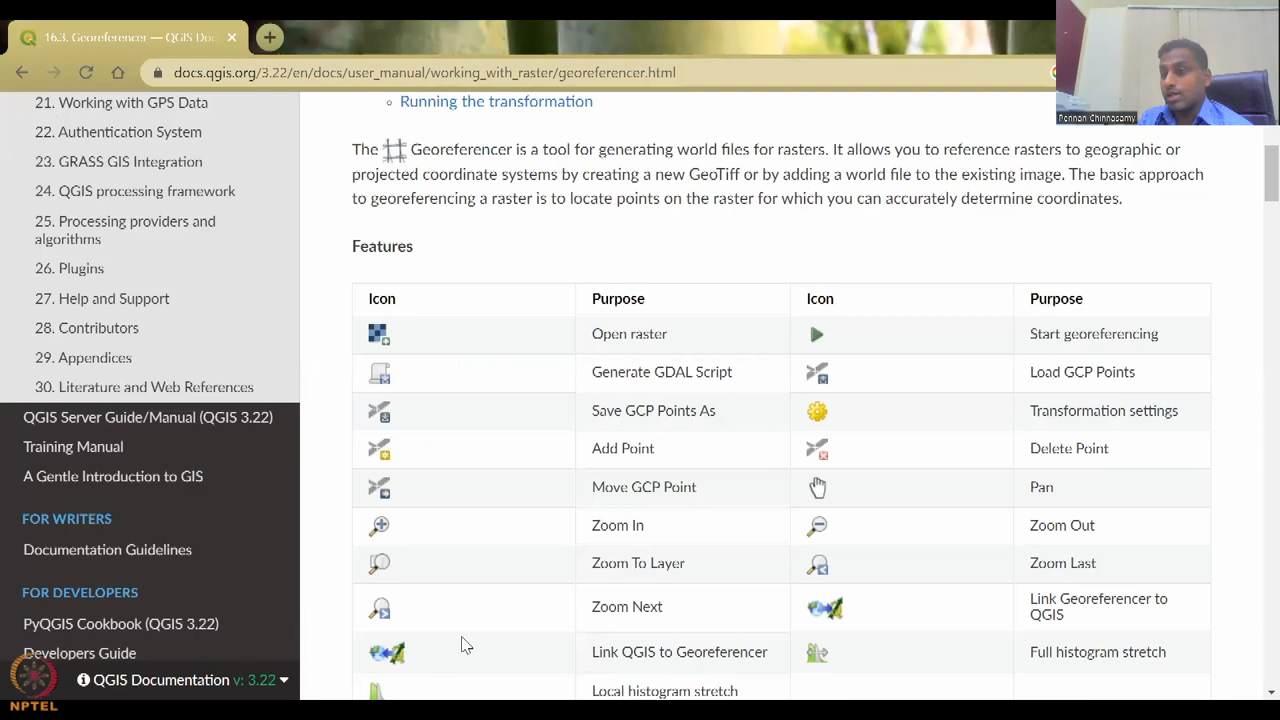 16.3. Georeferencer — QGIS Do
docs.qgis.org/3.22/en/docs/user_manual/working_with_raster/georeferencer.html
Pennan Chinnasamy
21. Working with GPS Data
22. Authentication System
23. GRASS GIS Integration
24. QGIS processing framework
25. Processing providers and
algorithms
26. Plugins
27. Help and Support
28. Contributors
29. Appendices
30. Literature and Web References
QGIS Server Guide/Manual (QGIS 3.22)
Training Manual
A Gentle Introduction to GIS
FOR WRITERS
Documentation Guidelines
FOR DEVELOPERS
PyQGIS Cookbook (QGIS 3.22)
Developers Guide
QGIS Documentation v: 3.22
NPTEL
Running the transformation
The Georeferencer is a tool for generating world files for rasters. It allows you to reference rasters to geographic or
projected coordinate systems by creating a new GeoTiff or by adding a world file to the existing image. The basic approach
to georeferencing a raster is to locate points on the raster for which you can accurately determine coordinates.
Features
Icon Purpose Icon Purpose
Open raster Start georeferencing
Generate GDAL Script Load GCP Points
Save GCP Points As Transformation settings
Add Point Delete Point
Move GCP Point Pan
Zoom In Zoom Out
Zoom To Layer Zoom Last
Zoom Next Link Georeferencer to
QGIS
Link QGIS to Georeferencer Full histogram stretch
Local histogram stretch